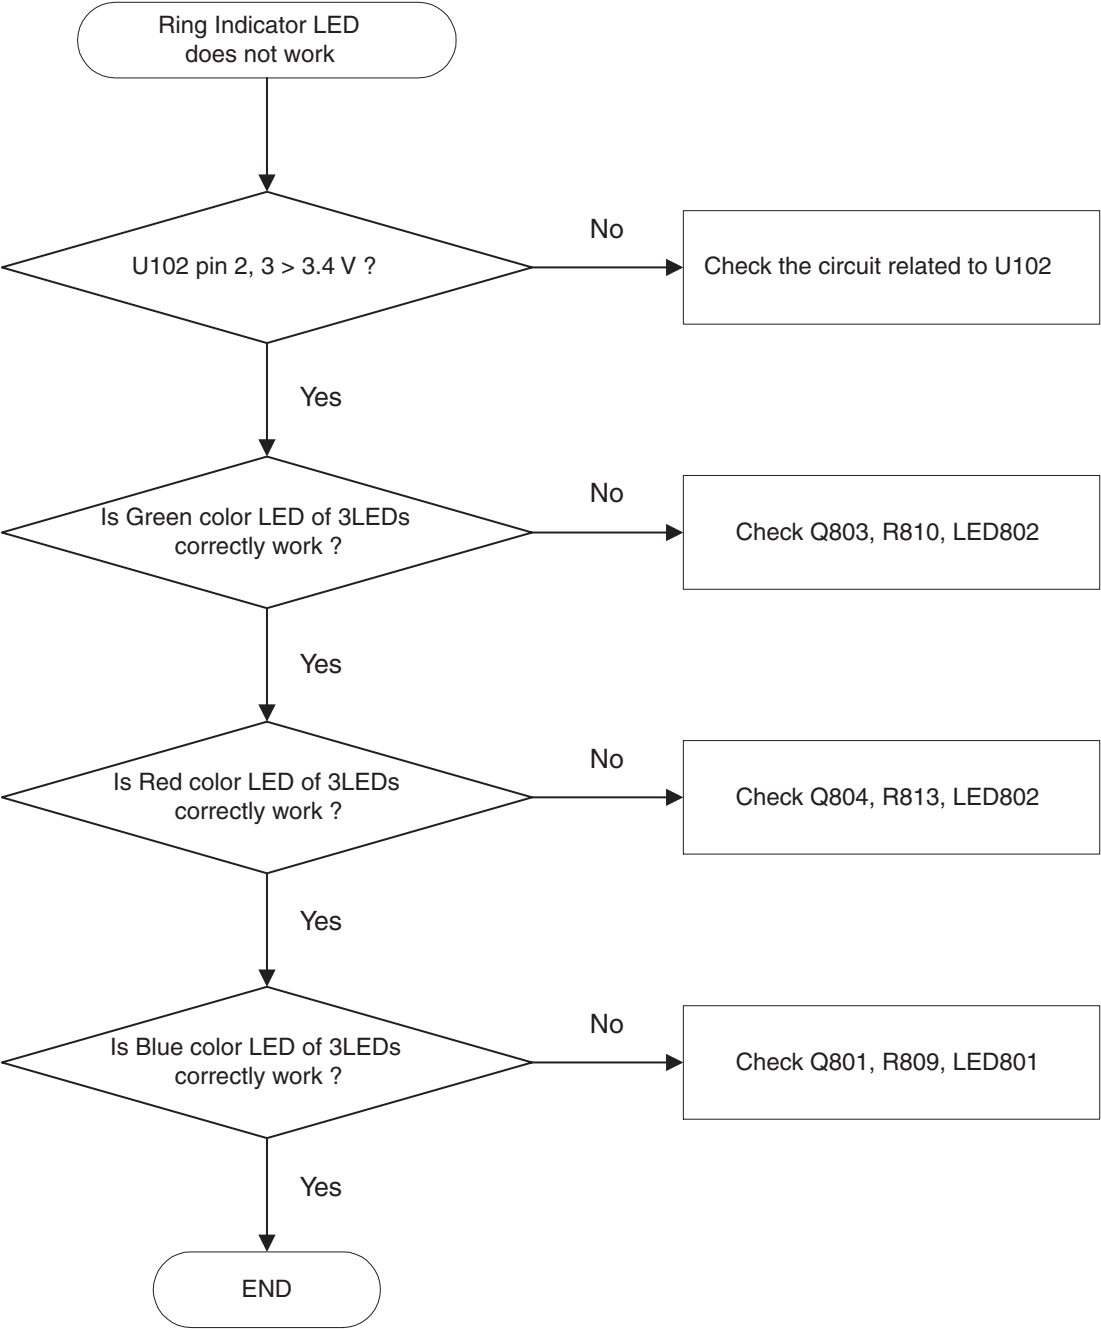 Ring Indicator LED
does not work
U102 pin 2, 3 > 3.4 V ?
No
Check the circuit related to U102
Yes
Is Green color LED of 3LEDs
correctly work ?
No
Check Q803, R810, LED802
Yes
Is Red color LED of 3LEDs
correctly work ?
No
Check Q804, R813, LED802
Yes
Is Blue color LED of 3LEDs
correctly work ?
No
Check Q801, R809, LED801
Yes
END